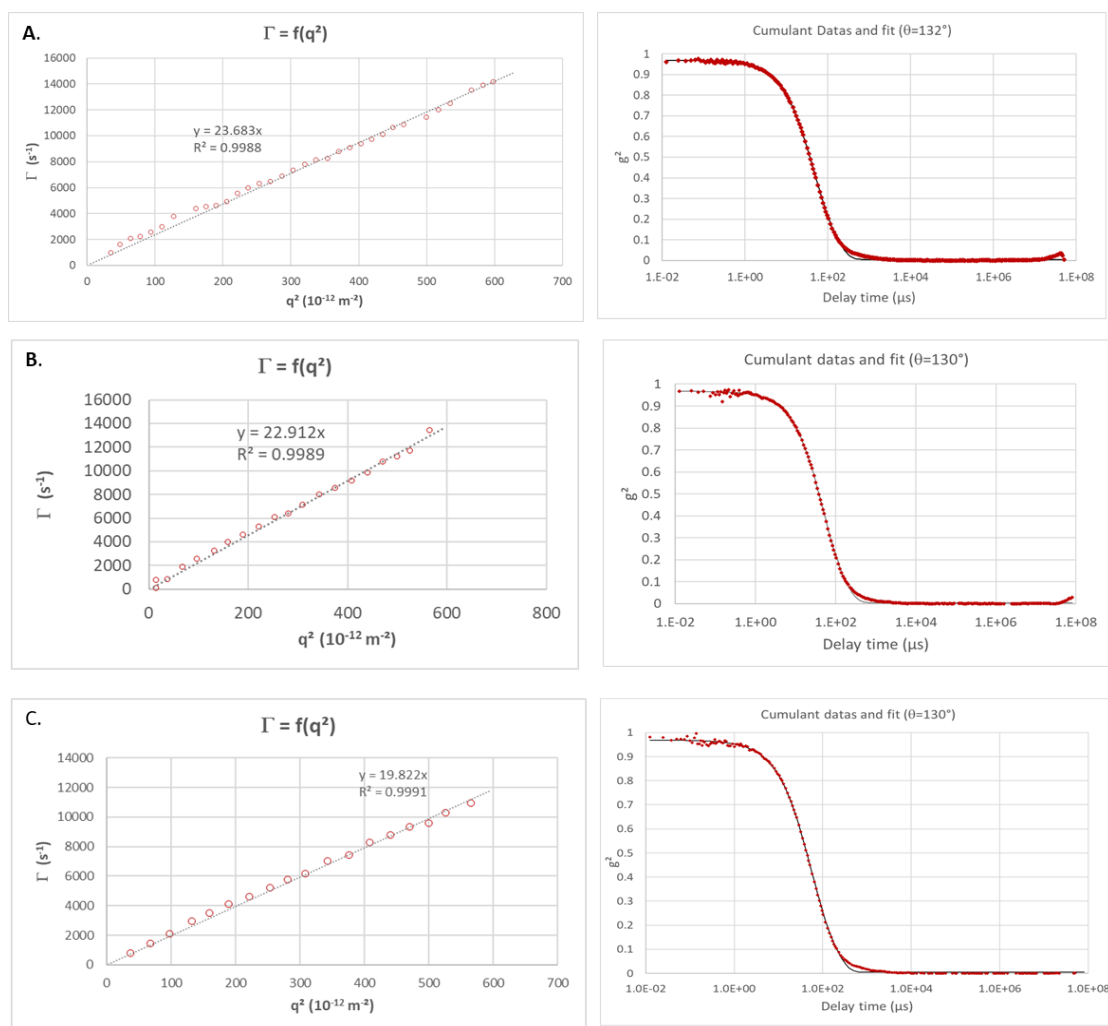 A.
Γ = f(q²)
16000
14000
12000
10000
8000
6000
4000
2000
0
Γ (s⁻¹)
y = 23.683x
R² = 0.9988
0 100 200 300 400 500 600 700
q² (10⁻¹² m⁻²)
Cumulant Datas and fit (θ=132°)
1
0.9
0.8
0.7
0.6
0.5
0.4
0.3
0.2
0.1
0
g²
1.E-02 1.E+00 1.E+02 1.E+04 1.E+06 1.E+08
Delay time (µs)
B.
Γ = f(q²)
16000
14000
12000
10000
8000
6000
4000
2000
0
Γ (s⁻¹)
y = 22.912x
R² = 0.9989
0 200 400 600 800
q² (10⁻¹² m⁻²)
Cumulant datas and fit (θ=130°)
1
0.9
0.8
0.7
0.6
0.5
0.4
0.3
0.2
0.1
0
g²
1.E-02 1.E+00 1.E+02 1.E+04 1.E+06 1.E+08
Delay time (µs)
C.
Γ = f(q²)
14000
12000
10000
8000
6000
4000
2000
0
Γ (s⁻¹)
y = 19.822x
R² = 0.9991
0 100 200 300 400 500 600 700
q² (10⁻¹² m⁻²)
Cumulant datas and fit (θ=130°)
1
0.9
0.8
0.7
0.6
0.5
0.4
0.3
0.2
0.1
0
g²
1.0E-02 1.0E+00 1.0E+02 1.0E+04 1.0E+06 1.0E+08
Delay time (µs)